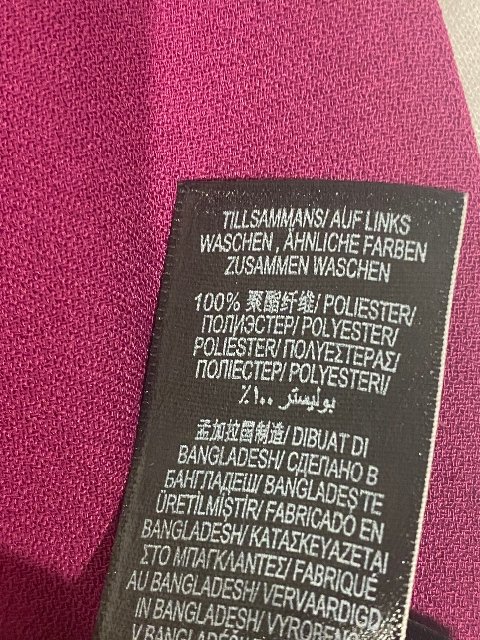 TILLSAMMANS/ AUF LINKS
WASCHEN , ÄHNLICHE FARBEN
ZUSAMMEN WASCHEN
100% 聚酯纤维/ POLIESTER/
ПОЛИЭСТЕР/ POLYESTER/
POLIESTER/ ΠΟΛΥΕΣΤΕΡΑΣ/
ПОЛІЕСТЕР/ POLYESTERI/
بوليستر ١٠٠٪
孟加拉国制造/ DIBUAT DI
BANGLADESH/ СДЕЛАНО В
БАНГЛАДЕШ/ BANGLADEŞ'TE
ÜRETİLMİŞTİR/ FABRICADO EN
BANGLADESH/ ΚΑΤΑΣΚΕΥΑΖΕΤΑΙ
ΣΤΟ ΜΠΑΓΚΛΑΝΤΕΣ/ FABRIQUÉ
AU BANGLADESH/ VERVAARDIGD
IN BANGLADESH/ VYROBENO
V